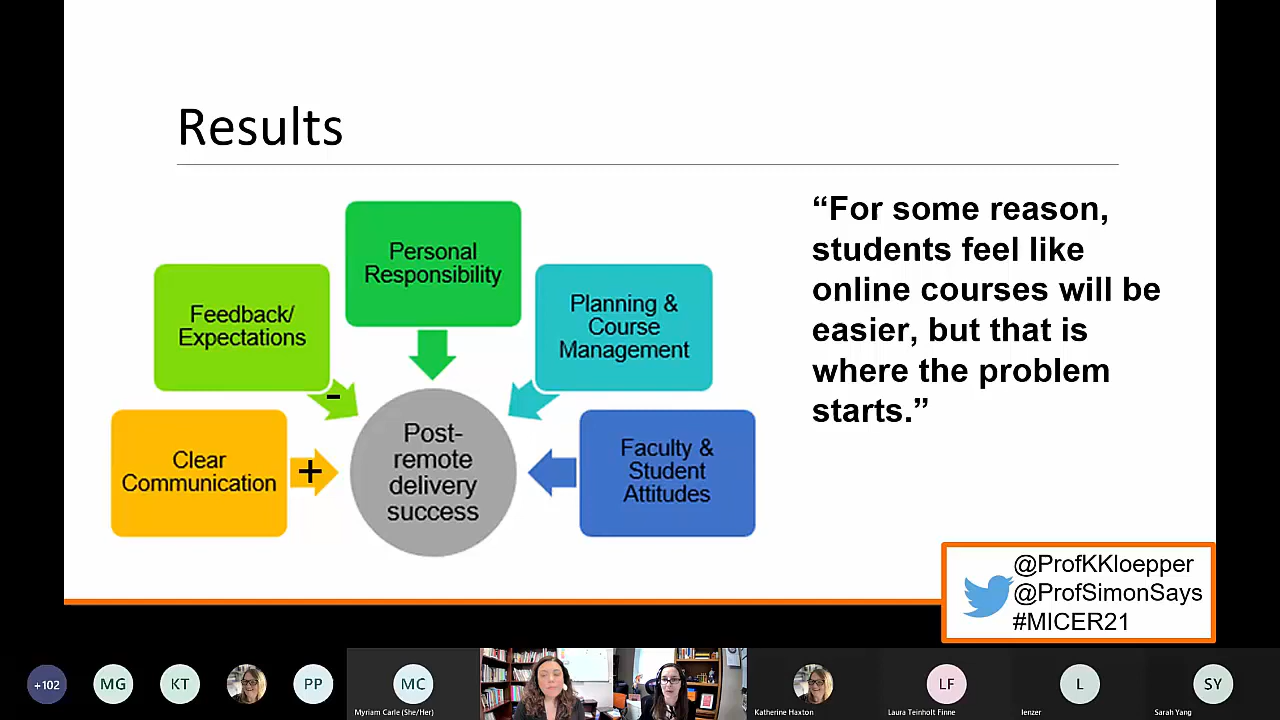 Results
Personal
Responsibility
Feedback/
Expectations
Planning &
Course
Management
Clear
Communication
Post-
remote
delivery
success
Faculty &
Student
Attitudes
-
+
“For some reason,
students feel like
online courses will be
easier, but that is
where the problem
starts.”
@ProfKKloepper
@ProfSimonSays
#MICER21
+102
MG
KT
PP
MC
Myriam Carle (She/Her)
Katherine Haxton
LF
Laura Teinholt Finne
L
lenzer
SY
Sarah Yang